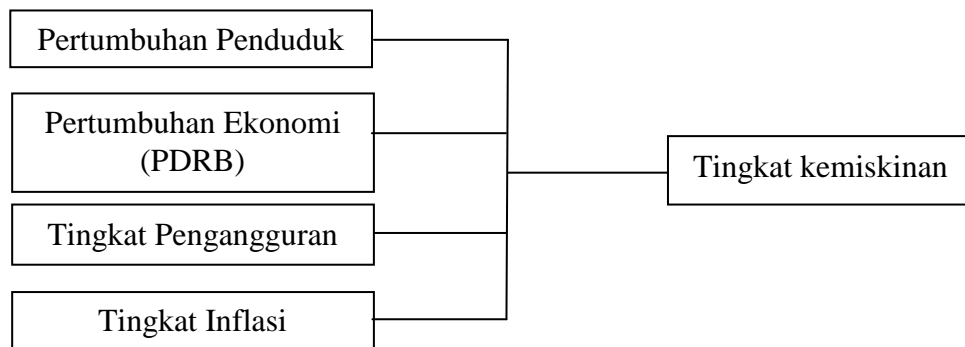 Pertumbuhan Penduduk
Pertumbuhan Ekonomi
(PDRB)
Tingkat Pengangguran
Tingkat Inflasi
Tingkat kemiskinan